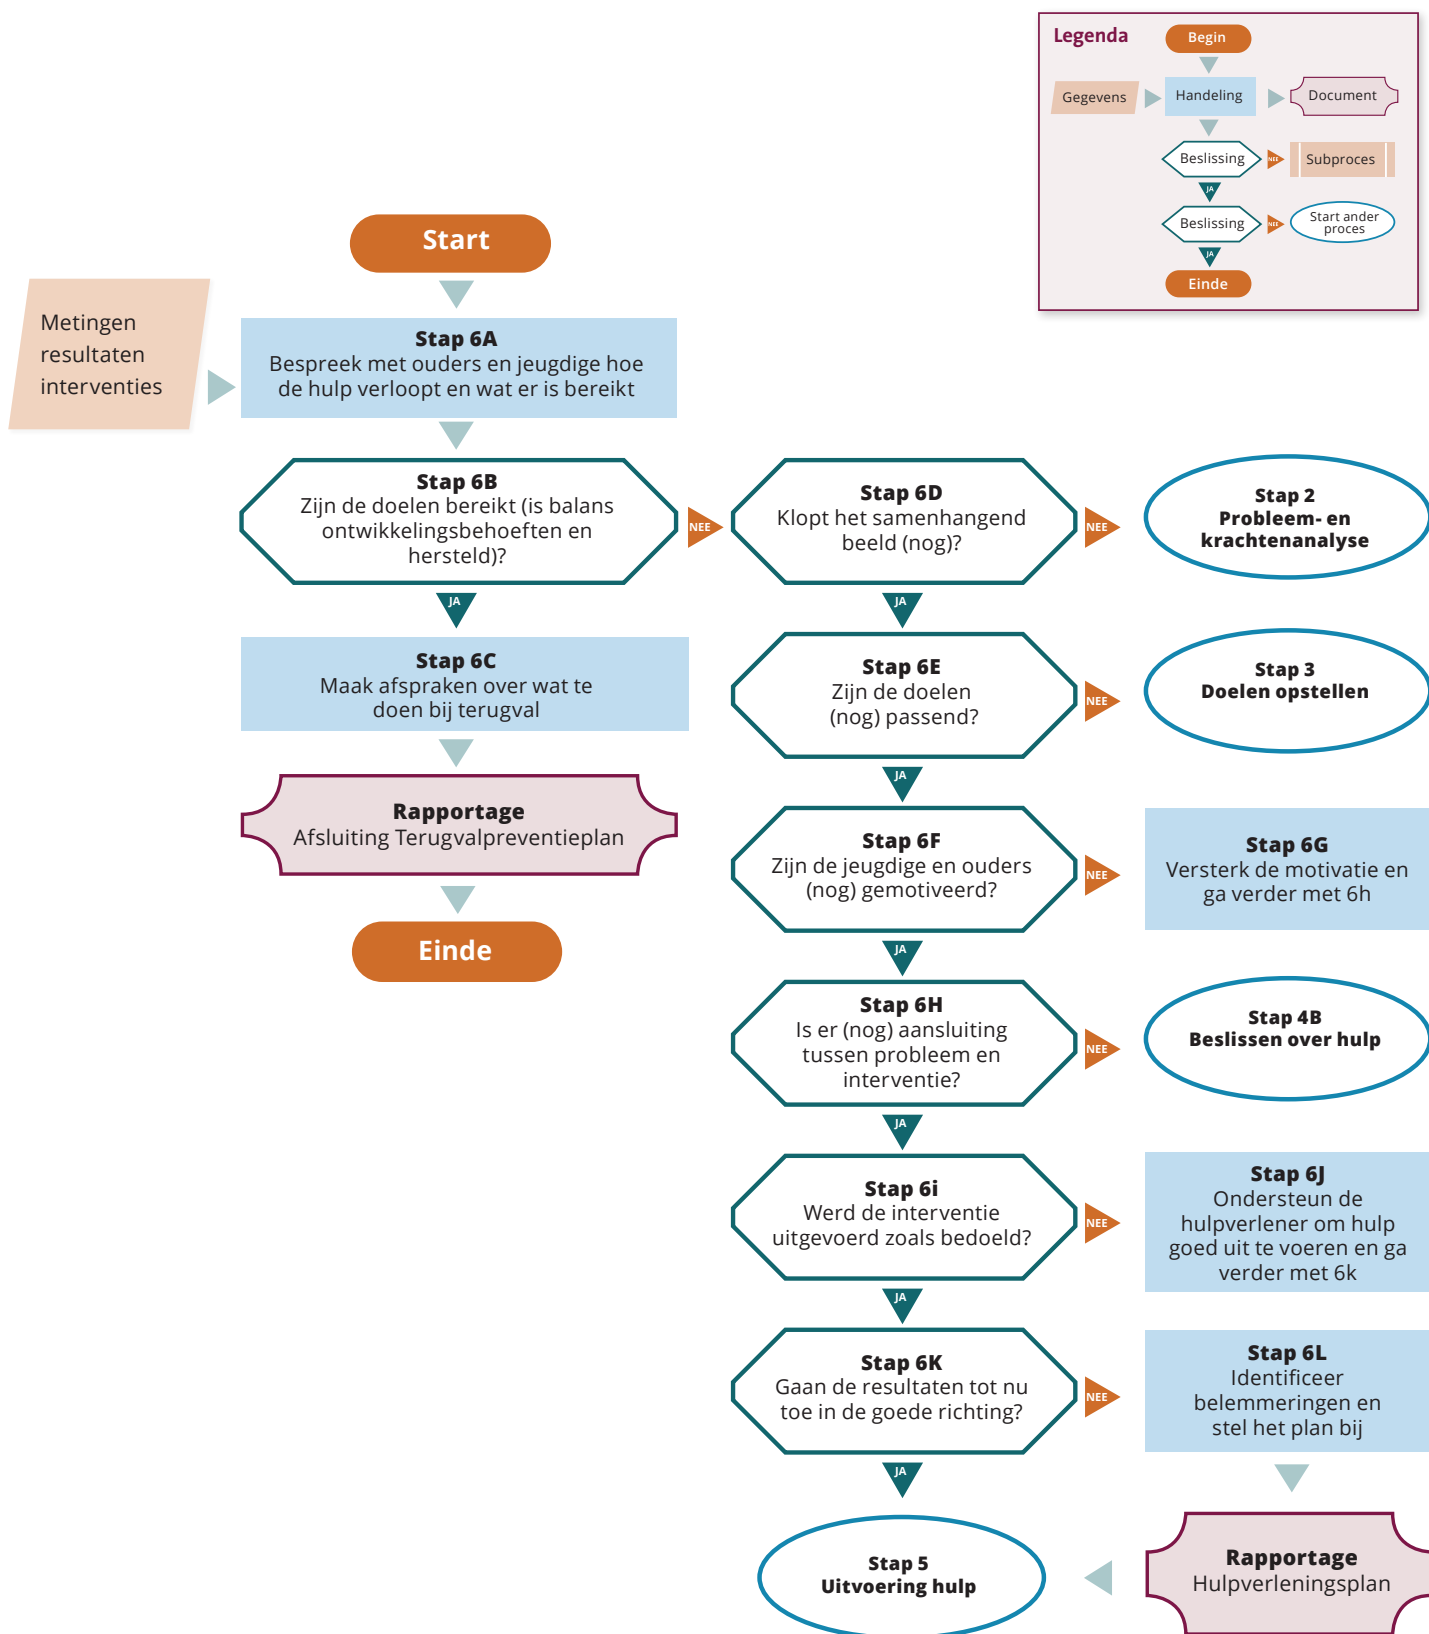 Legenda
Begin
Gegevens
Handeling
Document
Beslissing
NEE
Subproces
JA
Beslissing
NEE
Start ander
proces
JA
Einde
Start
Metingen
resultaten
interventies
Stap 6A
Bespreek met ouders en jeugdige hoe
de hulp verloopt en wat er is bereikt
Stap 6B
Zijn de doelen bereikt (is balans
ontwikkelingsbehoeften en
hersteld)?
NEE
Stap 6D
Klopt het samenhangend
beeld (nog)?
NEE
Stap 2
Probleem- en
krachtenanalyse
JA
JA
Stap 6C
Maak afspraken over wat te
doen bij terugval
Stap 6E
Zijn de doelen
(nog) passend?
NEE
Stap 3
Doelen opstellen
JA
Rapportage
Afsluiting Terugvalpreventieplan
Stap 6F
Zijn de jeugdige en ouders
(nog) gemotiveerd?
NEE
Stap 6G
Versterk de motivatie en
ga verder met 6h
Einde
JA
Stap 6H
Is er (nog) aansluiting
tussen probleem en
interventie?
NEE
Stap 4B
Beslissen over hulp
JA
Stap 6i
Werd de interventie
uitgevoerd zoals bedoeld?
NEE
Stap 6J
Ondersteun de
hulpverlener om hulp
goed uit te voeren en ga
verder met 6k
JA
Stap 6K
Gaan de resultaten tot nu
toe in de goede richting?
NEE
Stap 6L
Identificeer
belemmeringen en
stel het plan bij
JA
Stap 5
Uitvoering hulp
Rapportage
Hulpverleningsplan